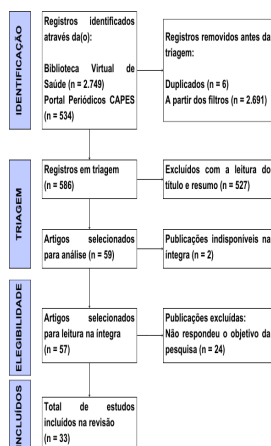 IDENTIFICAÇÃO
Registros identificados
através da(o):
Biblioteca Virtual de
Saúde (n = 2.749)
Portal Periódicos CAPES
(n = 534)
Registros removidos antes da
triagem:
Duplicados (n = 6)
A partir dos filtros (n = 2.691)
TRIAGEM
Registros em triagem
(n = 586)
Excluídos com a leitura do
título e resumo (n = 527)
Artigos selecionados
para análise (n = 59)
Publicações indisponíveis na
íntegra (n = 2)
ELEGIBILIDADE
Artigos selecionados
para leitura na íntegra
(n = 57)
Publicações excluídas:
Não respondeu o objetivo da
pesquisa (n = 24)
NCLUÍDOS
Total de estudos
incluídos na revisão
(n = 33)